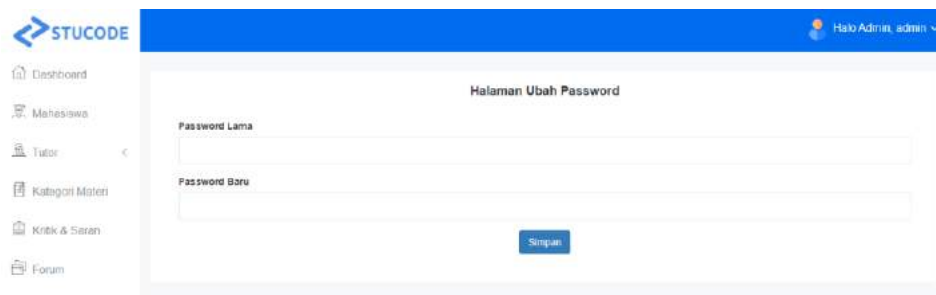 STUCODE
Halo Admin, admin
Dashboard
Mahasiswa
Tutor
Kategori Materi
Kritik & Saran
Forum
Halaman Ubah Password
Password Lama
Password Baru
Simpan